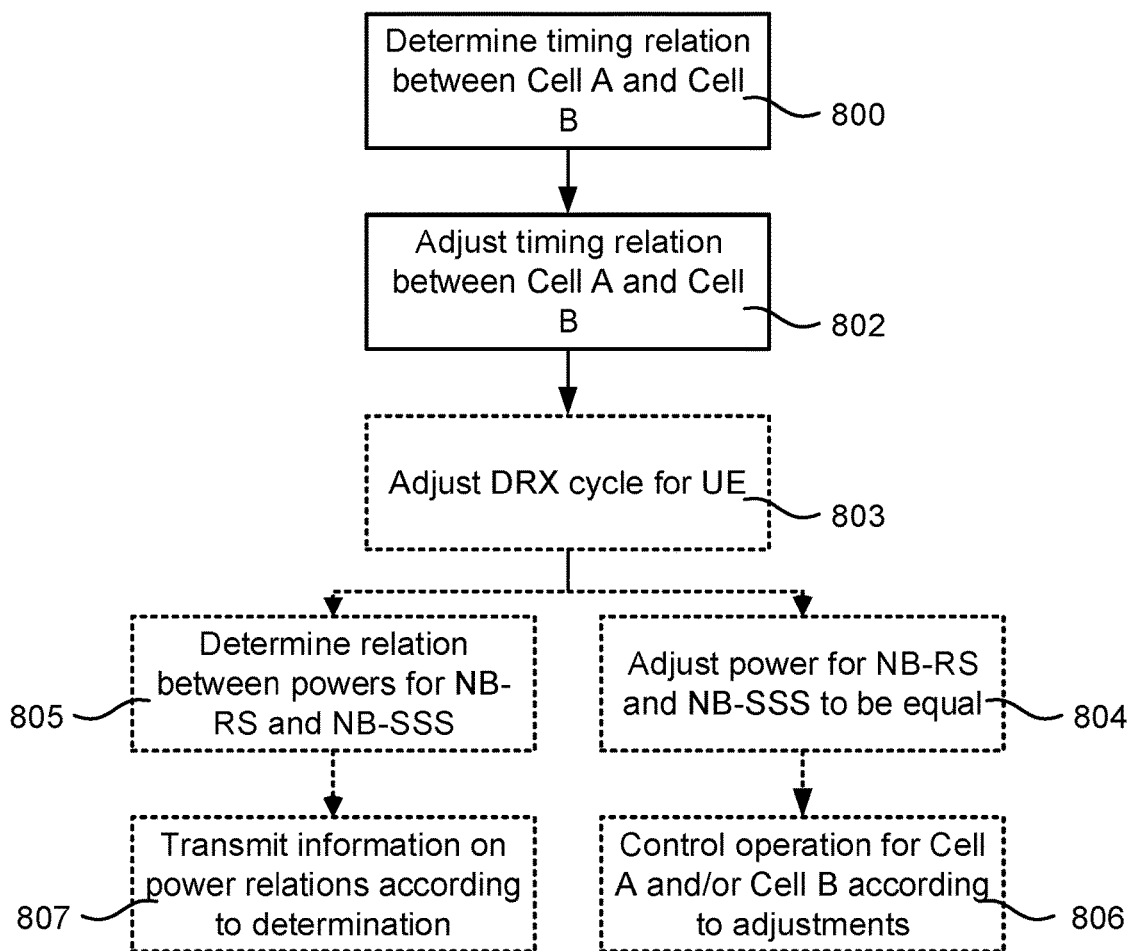 Determine timing relation
between Cell A and Cell
B
800
Adjust timing relation
between Cell A and Cell
B
802
Adjust DRX cycle for UE
803
Determine relation
between powers for NB-
RS and NB-SSS
805
Adjust power for NB-RS
and NB-SSS to be equal
804
Transmit information on
power relations according
to determination
807
Control operation for Cell
A and/or Cell B according
to adjustments
806